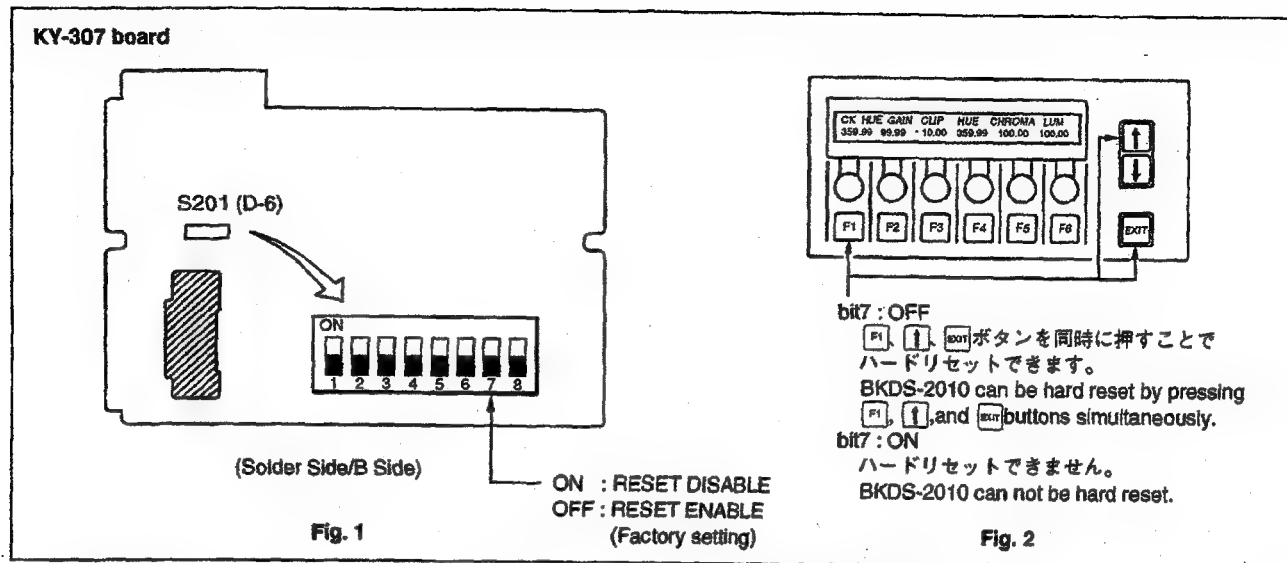 KY-307 board
S201 (D-6)
ON
1 2 3 4 5 6 7 8
(Solder Side/B Side)
ON : RESET DISABLE
OFF : RESET ENABLE
(Factory setting)
Fig. 1
CK HUE GAIN CLIP HUE CHROMA LUM
359.99 99.99 -10.00 359.99 100.00 100.00
↑
↓
F1 F2 F3 F4 F5 F6 EXIT
bit7 : OFF
F1、↑、EXITボタンを同時に押すことで
ハードリセットできます。
BKDS-2010 can be hard reset by pressing
F1, ↑,and EXIT buttons simultaneously.
bit7 : ON
ハードリセットできません。
BKDS-2010 can not be hard reset.
Fig. 2